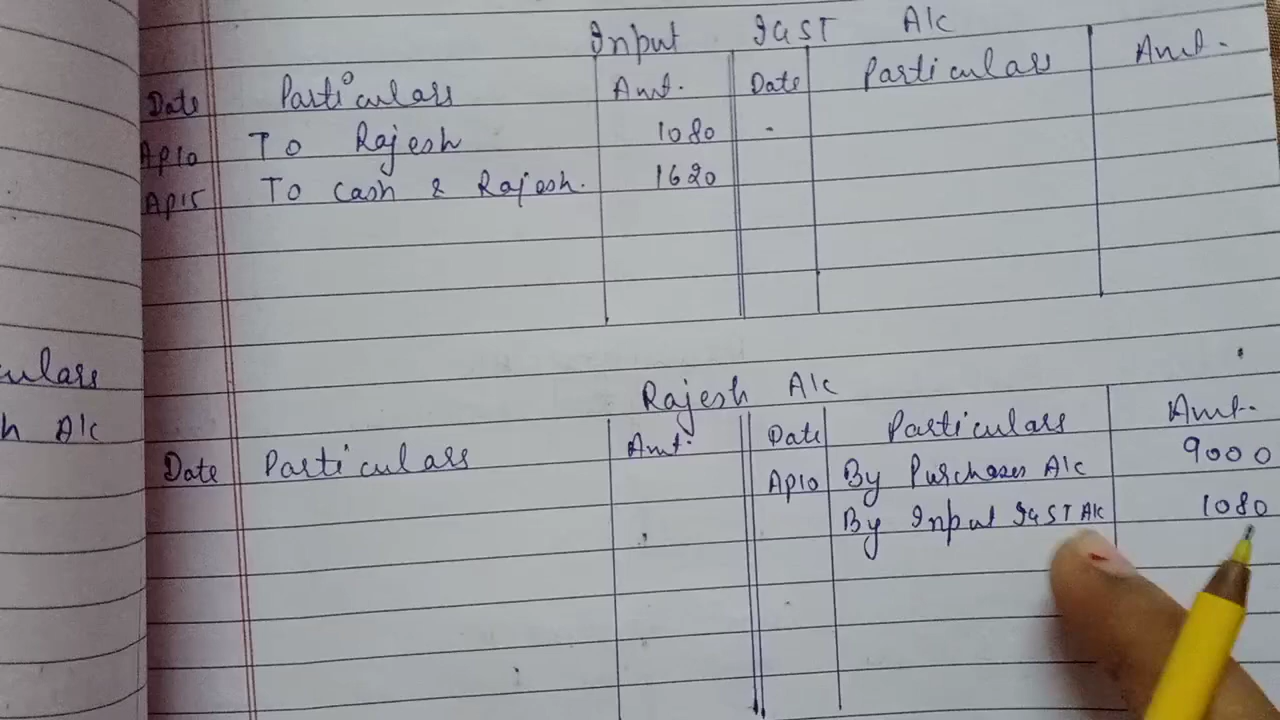 Input IGST A/c
Date Particulars Amt. Date Particulars Amt.
AP10 To Rajesh 1080
AP15 To Cash & Rajesh. 1620
culars
h A/c
Rajesh A/c
Date Particulars Amt. Date Particulars Amt.
AP10 By Purchases A/c 9000
By Input IGST A/c 1080